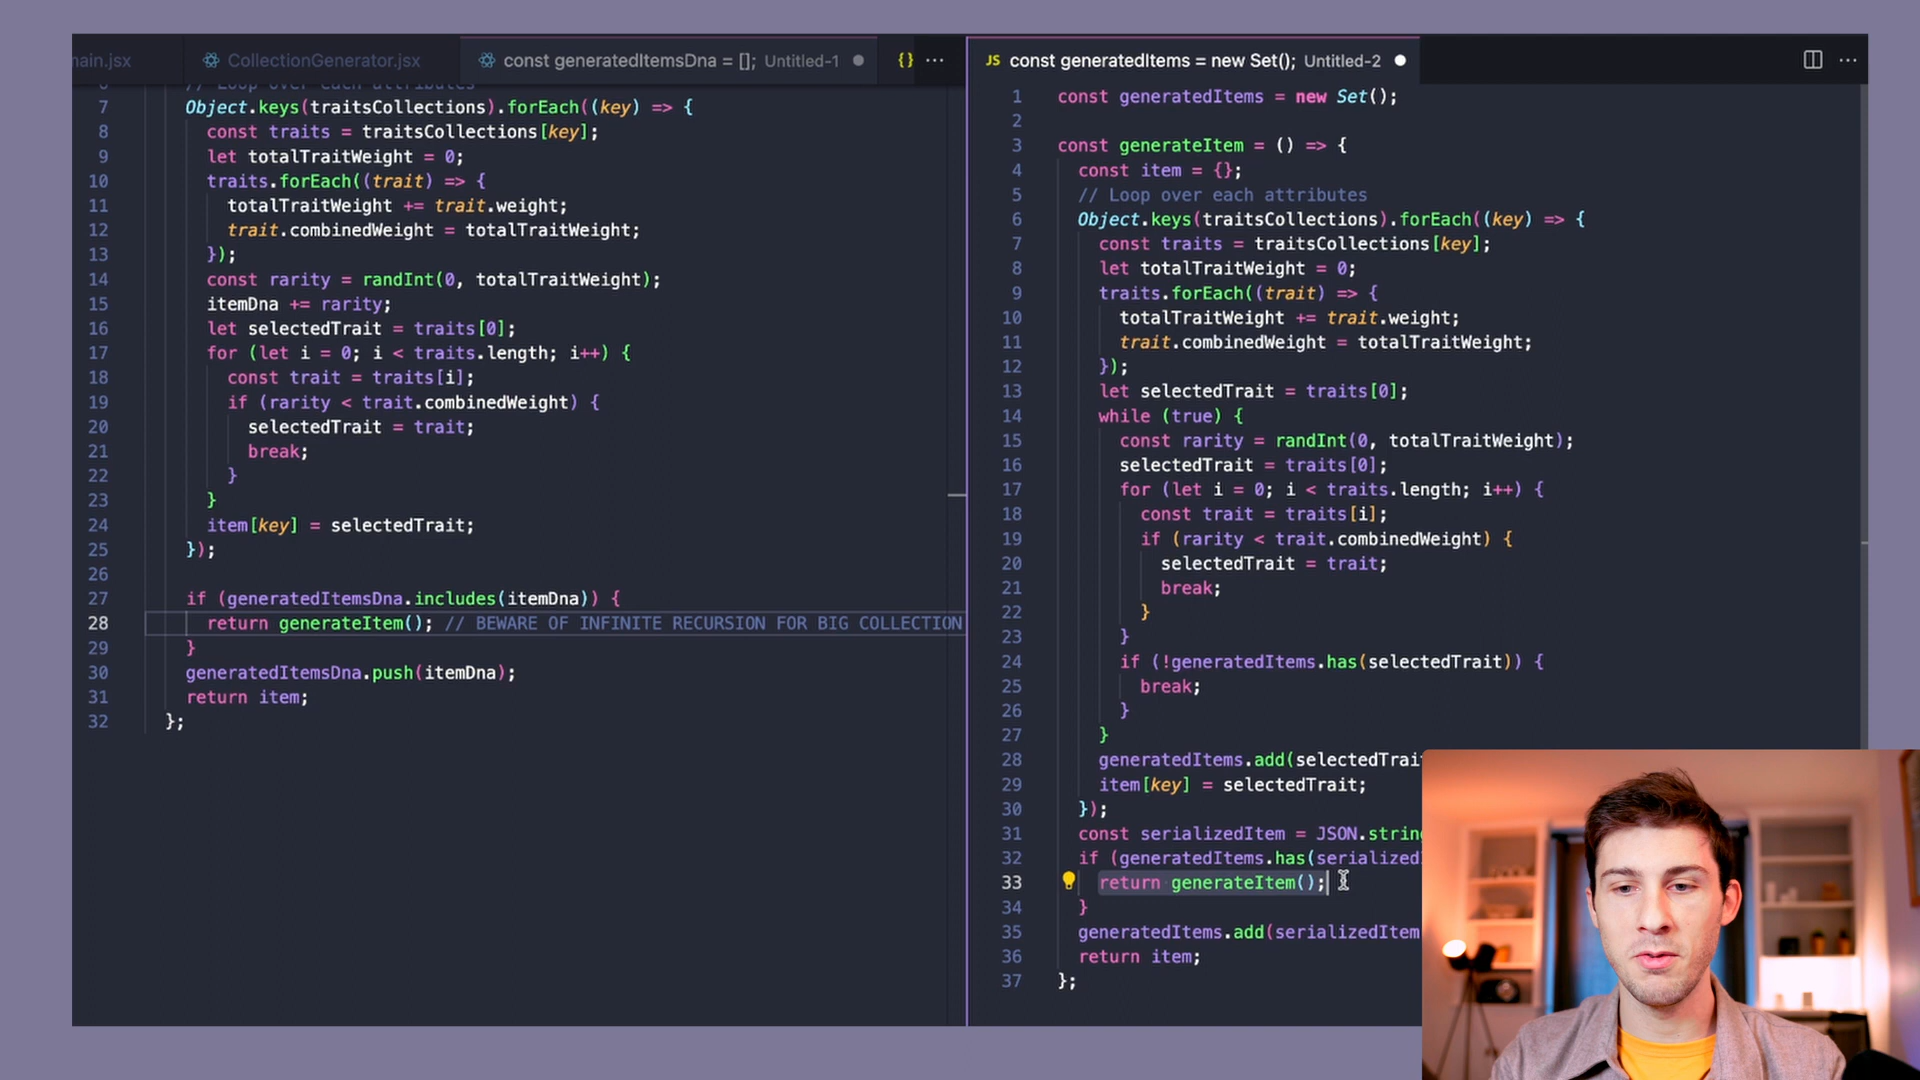 main.jsx
CollectionGenerator.jsx
const generatedItemsDna = []; Untitled-1
{} ...
// Loop over each attributes
7 Object.keys(traitsCollections).forEach((key) => {
8 const traits = traitsCollections[key];
9 let totalTraitWeight = 0;
10 traits.forEach((trait) => {
11 totalTraitWeight += trait.weight;
12 trait.combinedWeight = totalTraitWeight;
13 });
14 const rarity = randInt(0, totalTraitWeight);
15 itemDna += rarity;
16 let selectedTrait = traits[0];
17 for (let i = 0; i < traits.length; i++) {
18 const trait = traits[i];
19 if (rarity < trait.combinedWeight) {
20 selectedTrait = trait;
21 break;
22 }
23 }
24 item[key] = selectedTrait;
25 });
26
27 if (generatedItemsDna.includes(itemDna)) {
28 return generateItem(); // BEWARE OF INFINITE RECURSION FOR BIG COLLECTION
29 }
30 generatedItemsDna.push(itemDna);
31 return item;
32 };
JS const generatedItems = new Set(); Untitled-2
...
1 const generatedItems = new Set();
2
3 const generateItem = () => {
4 const item = {};
5 // Loop over each attributes
6 Object.keys(traitsCollections).forEach((key) => {
7 const traits = traitsCollections[key];
8 let totalTraitWeight = 0;
9 traits.forEach((trait) => {
10 totalTraitWeight += trait.weight;
11 trait.combinedWeight = totalTraitWeight;
12 });
13 let selectedTrait = traits[0];
14 while (true) {
15 const rarity = randInt(0, totalTraitWeight);
16 selectedTrait = traits[0];
17 for (let i = 0; i < traits.length; i++) {
18 const trait = traits[i];
19 if (rarity < trait.combinedWeight) {
20 selectedTrait = trait;
21 break;
22 }
23 }
24 if (!generatedItems.has(selectedTrait)) {
25 break;
26 }
27 }
28 generatedItems.add(selectedTrai
29 item[key] = selectedTrait;
30 });
31 const serializedItem = JSON.string
32 if (generatedItems.has(serializedI
33 return generateItem();
34 }
35 generatedItems.add(serializedItem
36 return item;
37 };